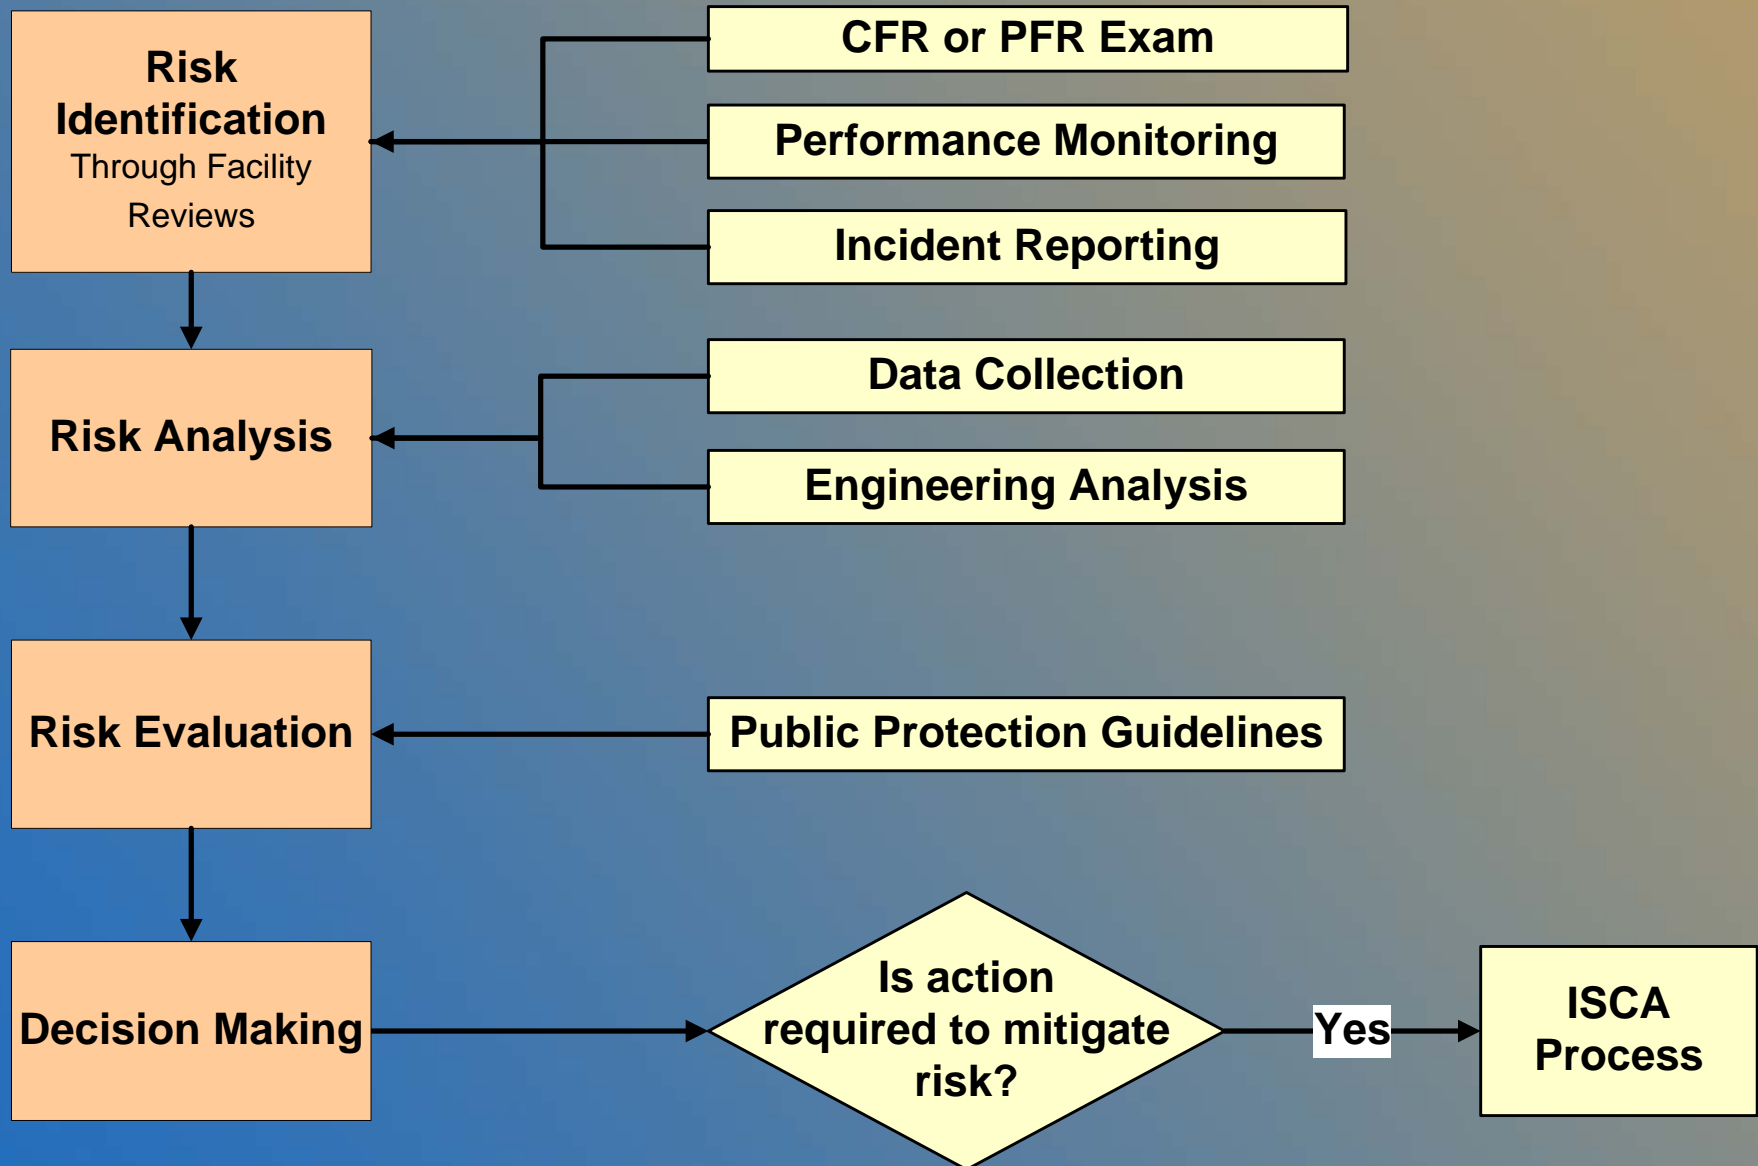 Risk
Identification
Through Facility
Reviews
CFR or PFR Exam
Performance Monitoring
Incident Reporting
Risk Analysis
Data Collection
Engineering Analysis
Risk Evaluation
Public Protection Guidelines
Decision Making
Is action
required to mitigate
risk?
Yes
ISCA
Process